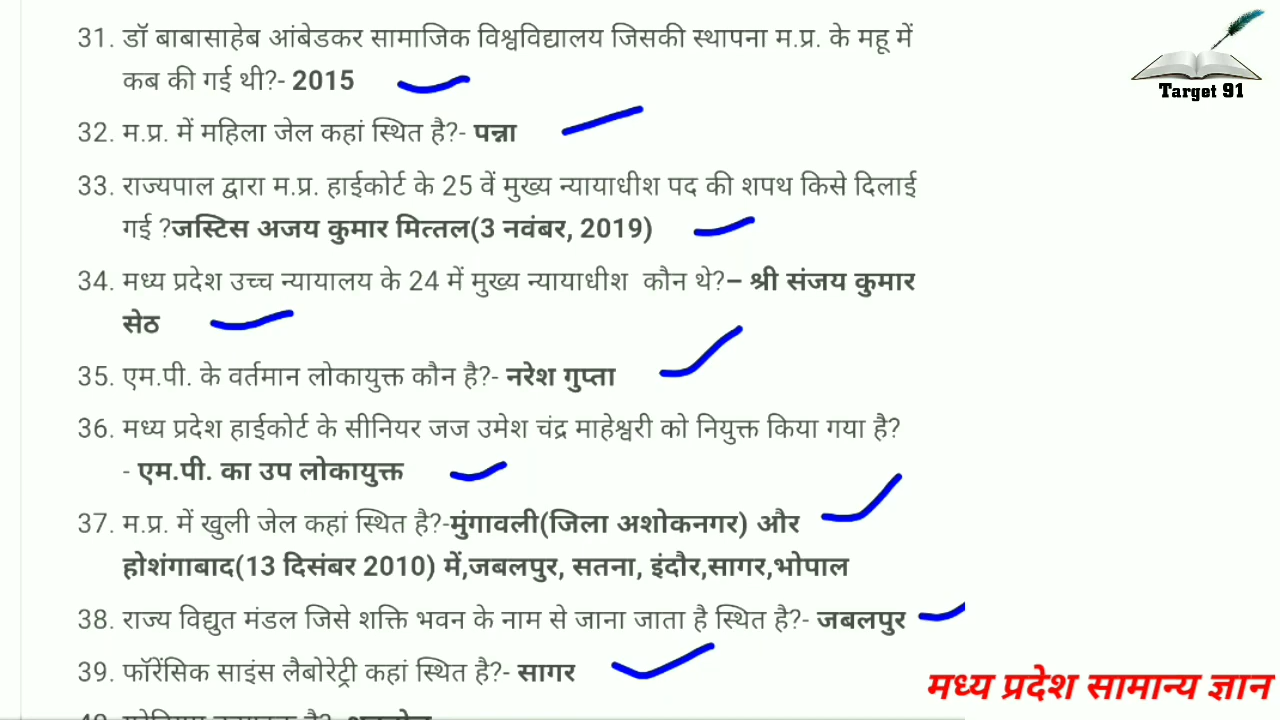 31. डॉ बाबासाहेब आंबेडकर सामाजिक विश्वविद्यालय जिसकी स्थापना म.प्र. के महू में
कब की गई थी?- 2015
Target 91
32. म.प्र. में महिला जेल कहां स्थित है?- पन्ना
33. राज्यपाल द्वारा म.प्र. हाईकोर्ट के 25 वें मुख्य न्यायाधीश पद की शपथ किसे दिलाई
गई ?जस्टिस अजय कुमार मित्तल(3 नवंबर, 2019)
34. मध्य प्रदेश उच्च न्यायालय के 24 में मुख्य न्यायाधीश कौन थे?– श्री संजय कुमार
सेठ
35. एम.पी. के वर्तमान लोकायुक्त कौन है?- नरेश गुप्ता
36. मध्य प्रदेश हाईकोर्ट के सीनियर जज उमेश चंद्र माहेश्वरी को नियुक्त किया गया है?
- एम.पी. का उप लोकायुक्त
37. म.प्र. में खुली जेल कहां स्थित है?-मुंगावली(जिला अशोकनगर) और
होशंगाबाद(13 दिसंबर 2010) में,जबलपुर, सतना, इंदौर,सागर,भोपाल
38. राज्य विद्युत मंडल जिसे शक्ति भवन के नाम से जाना जाता है स्थित है?- जबलपुर
39. फॉरेंसिक साइंस लैबोरेट्री कहां स्थित है?- सागर
मध्य प्रदेश सामान्य ज्ञान